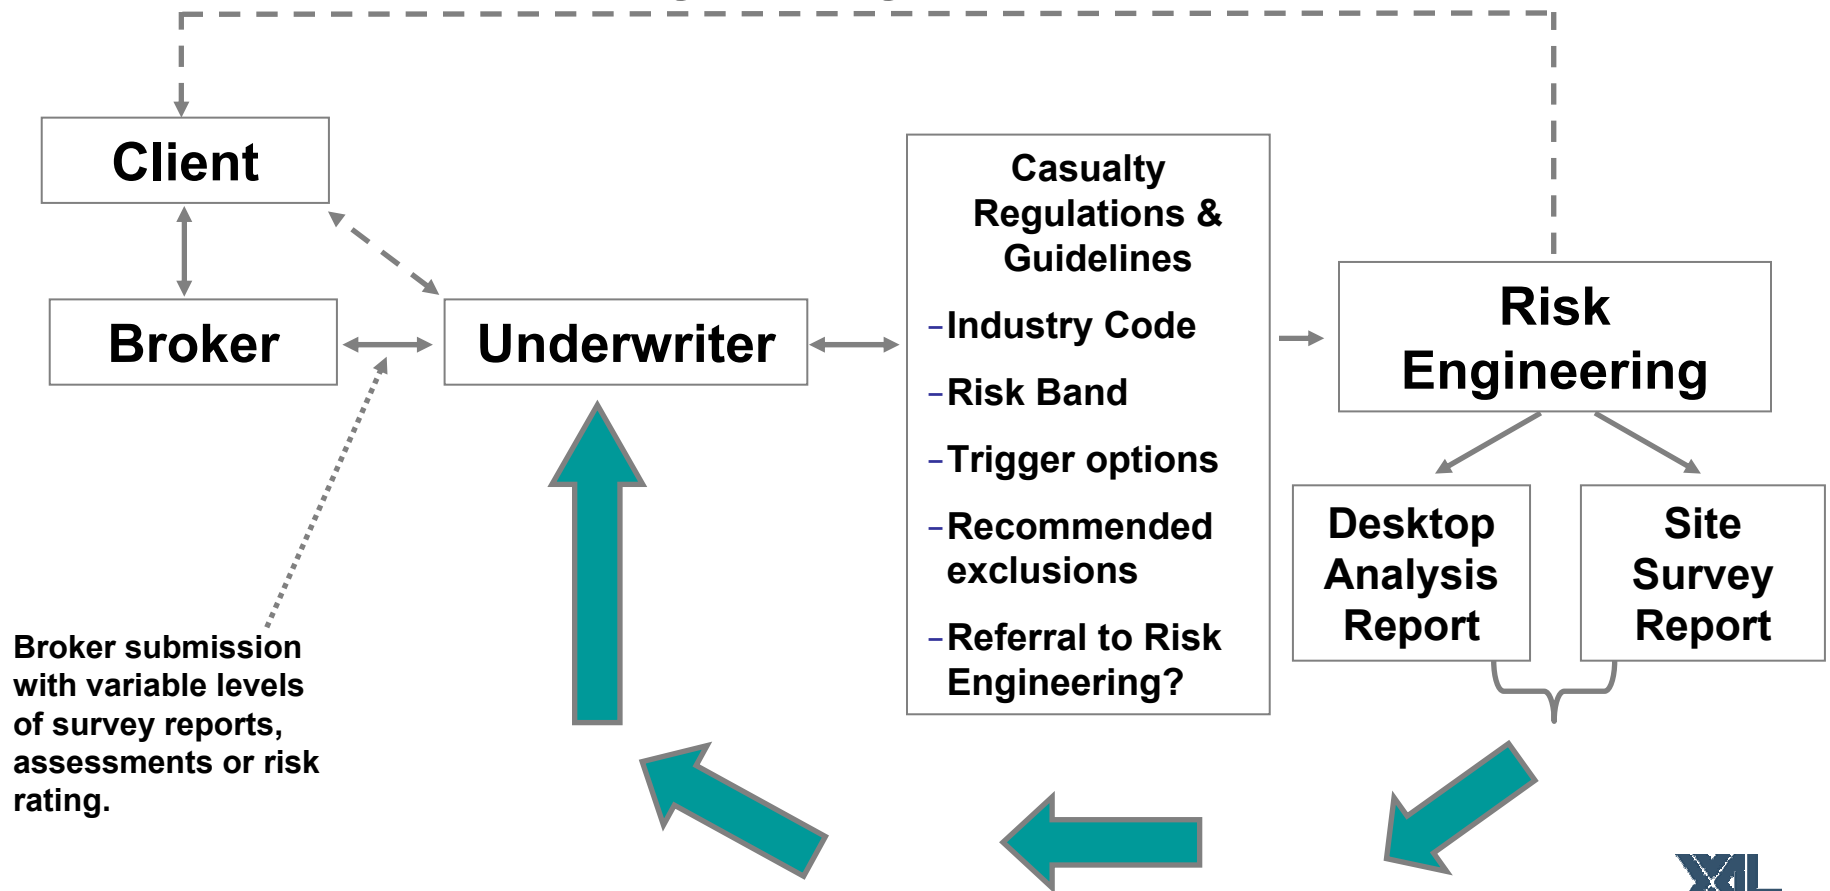 Client
Broker
Underwriter
Casualty
Regulations &
Guidelines
–Industry Code
–Risk Band
–Trigger options
–Recommended
exclusions
–Referral to Risk
Engineering?
Risk
Engineering
Desktop
Analysis
Report
Site
Survey
Report
Broker submission
with variable levels
of survey reports,
assessments or risk
rating.